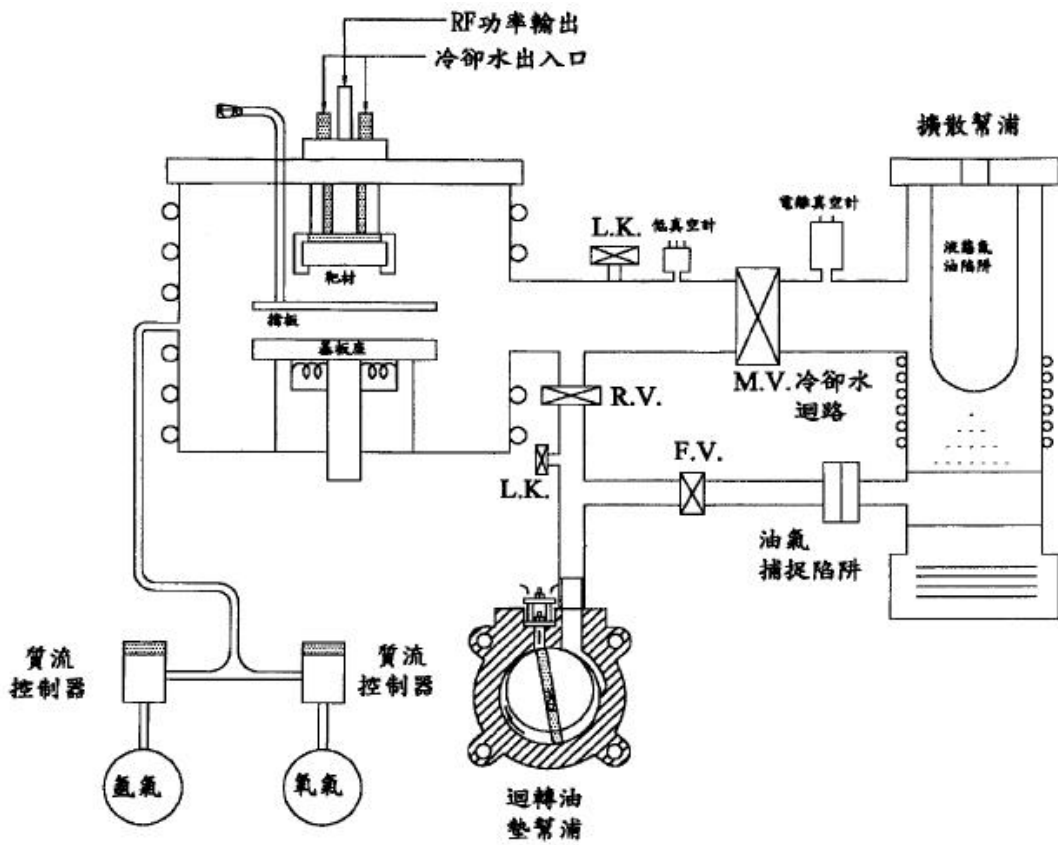 RF功率輸出
冷卻水出入口
擴散幫浦
電離真空計
L.K.
低真空計
液態氮
油陷阱
靶材
擋板
基板座
R.V.
M.V.
冷卻水
迴路
F.V.
L.K.
油氣
捕捉陷阱
質流
控制器
質流
控制器
氬氣
氧氣
迴轉油
墊幫浦